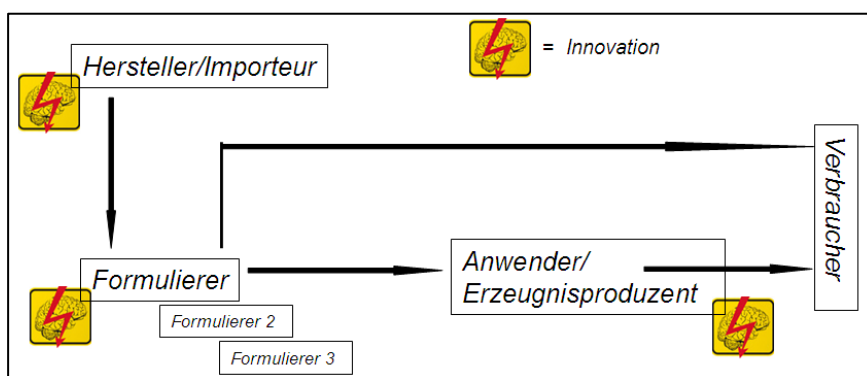 Hersteller/Importeur
= Innovation
Verbraucher
Formulierer
Anwender/
Erzeugnisproduzent
Formulierer 2
Formulierer 3